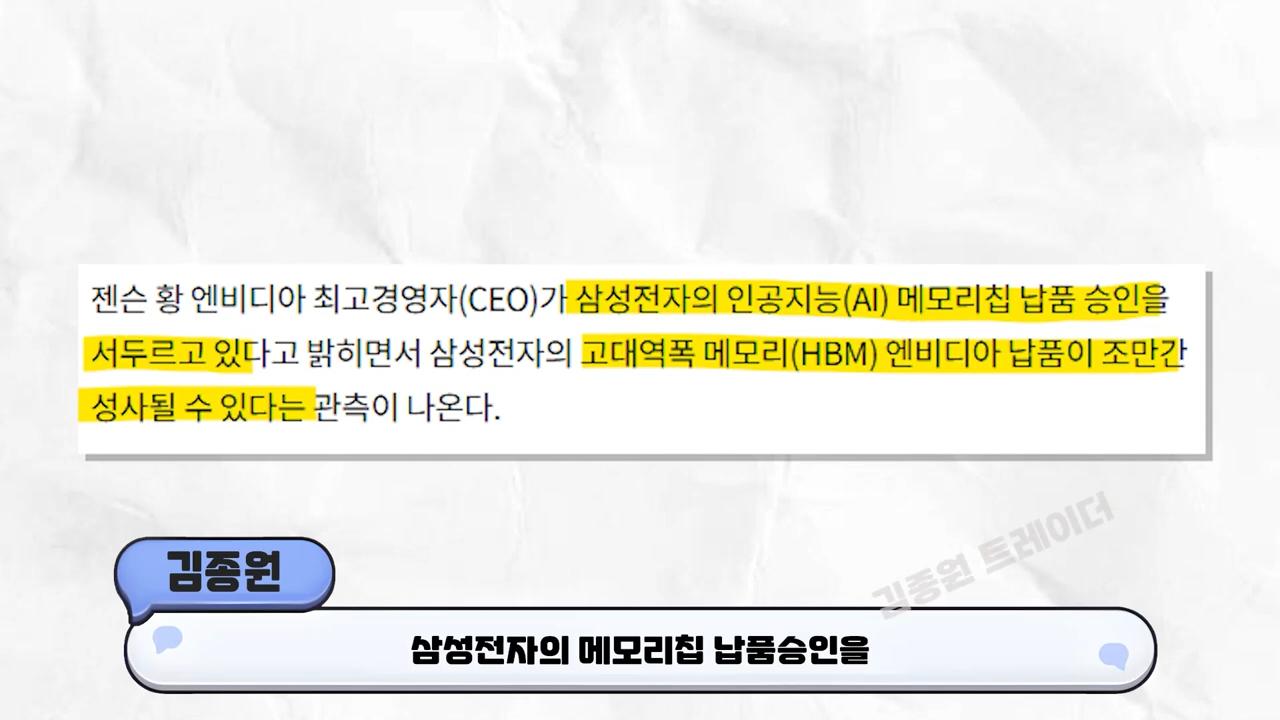 젠슨 황 엔비디아 최고경영자(CEO)가 삼성전자의 인공지능(AI) 메모리칩 납품 승인을
서두르고 있다고 밝히면서 삼성전자의 고대역폭 메모리(HBM) 엔비디아 납품이 조만간
성사될 수 있다는 관측이 나온다.
김종원 트레이더
김종원
삼성전자의 메모리칩 납품승인을